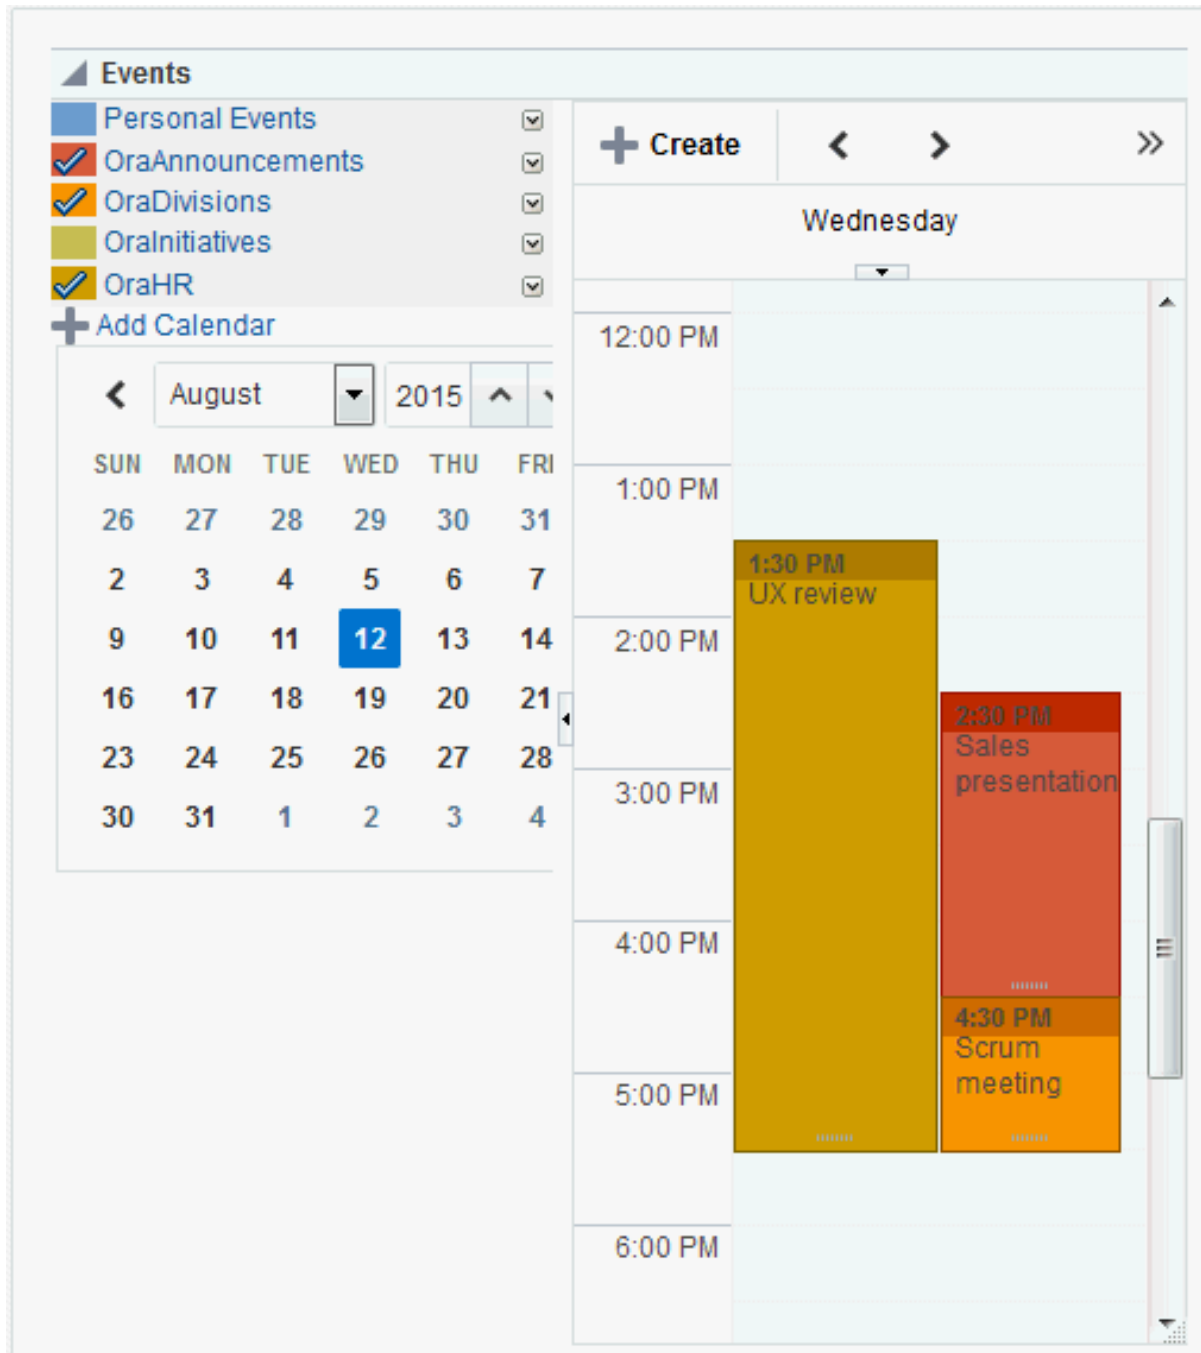 Events
Personal Events
OraAnnouncements
OraDivisions
OraInitiatives
OraHR
Add Calendar
August 2015
SUN MON TUE WED THU FRI
26 27 28 29 30 31
2 3 4 5 6 7
9 10 11 12 13 14
16 17 18 19 20 21
23 24 25 26 27 28
30 31 1 2 3 4
Create
Wednesday
12:00 PM
1:00 PM
1:30 PM
UX review
2:00 PM
2:30 PM
Sales
presentation
3:00 PM
4:00 PM
4:30 PM
Scrum
meeting
5:00 PM
6:00 PM